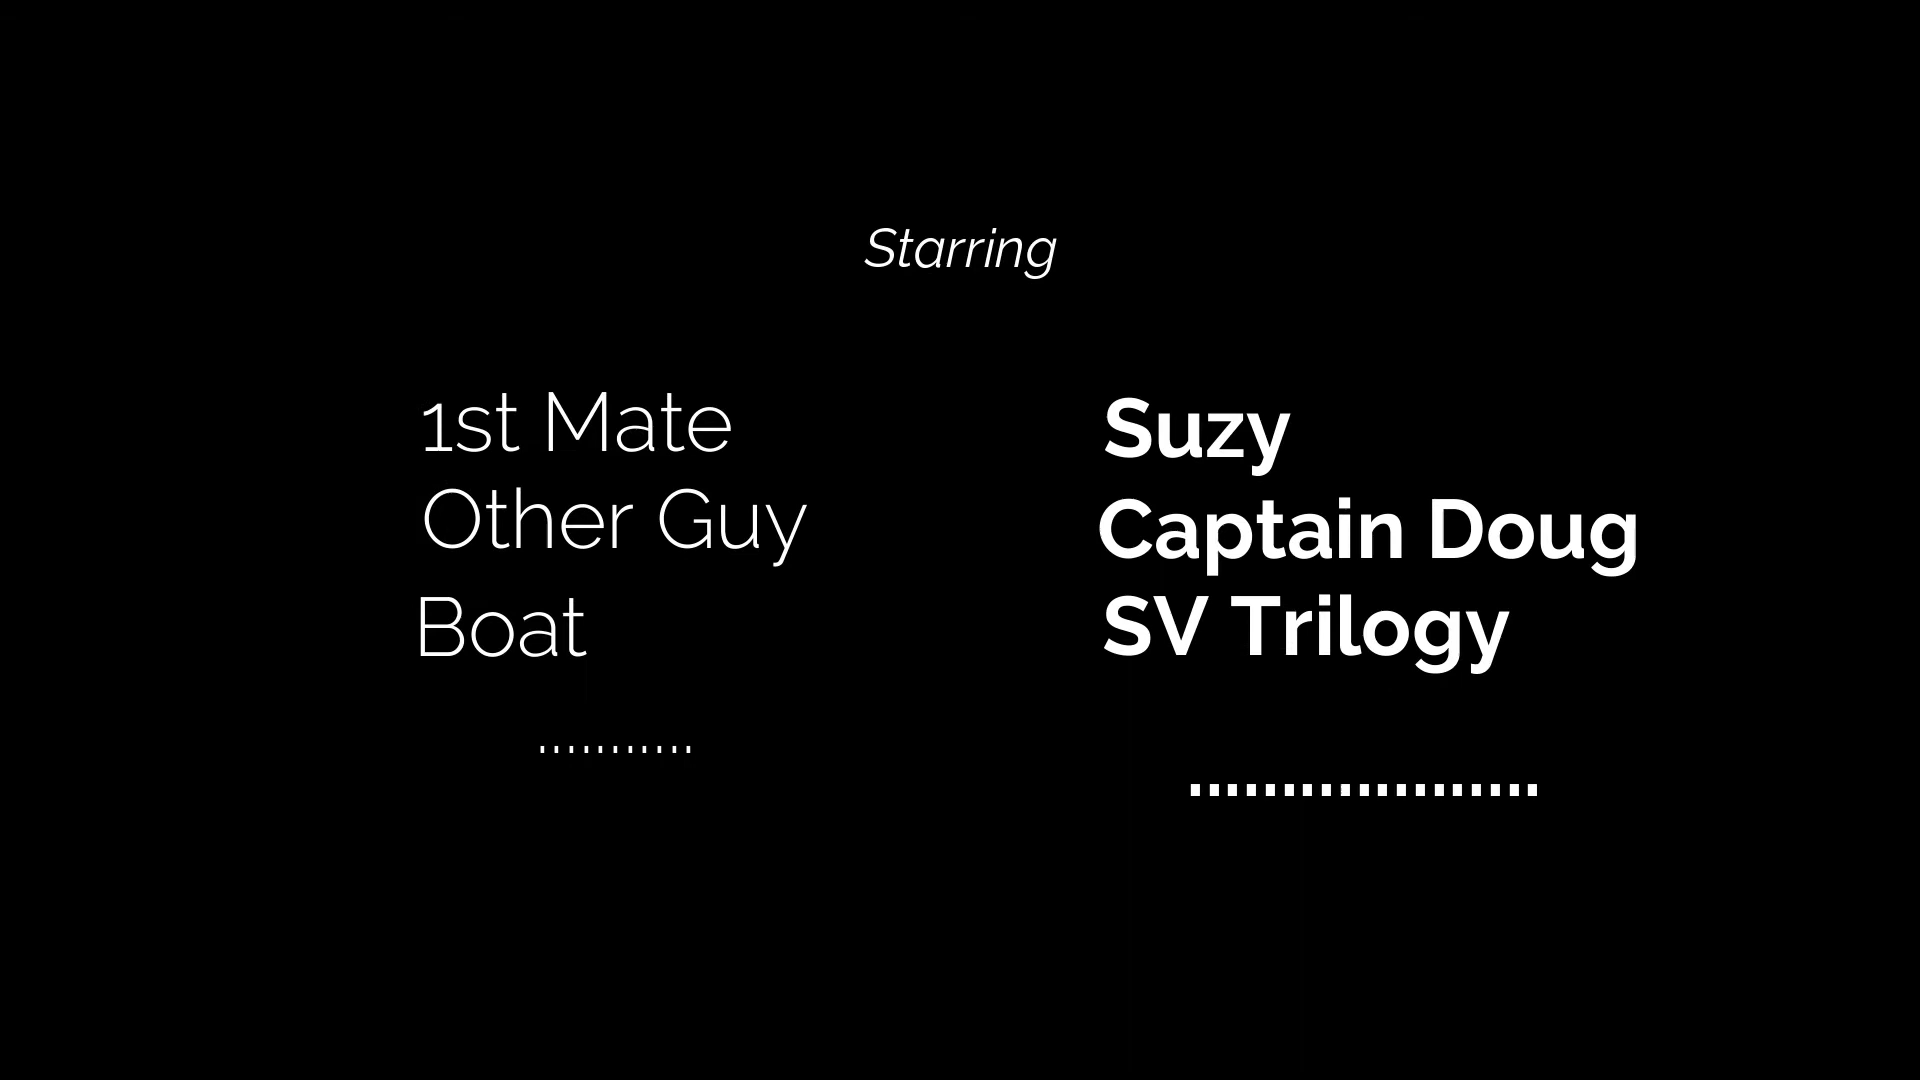 Starring
1st Mate Suzy
Other Guy Captain Doug
Boat SV Trilogy
...........
...................